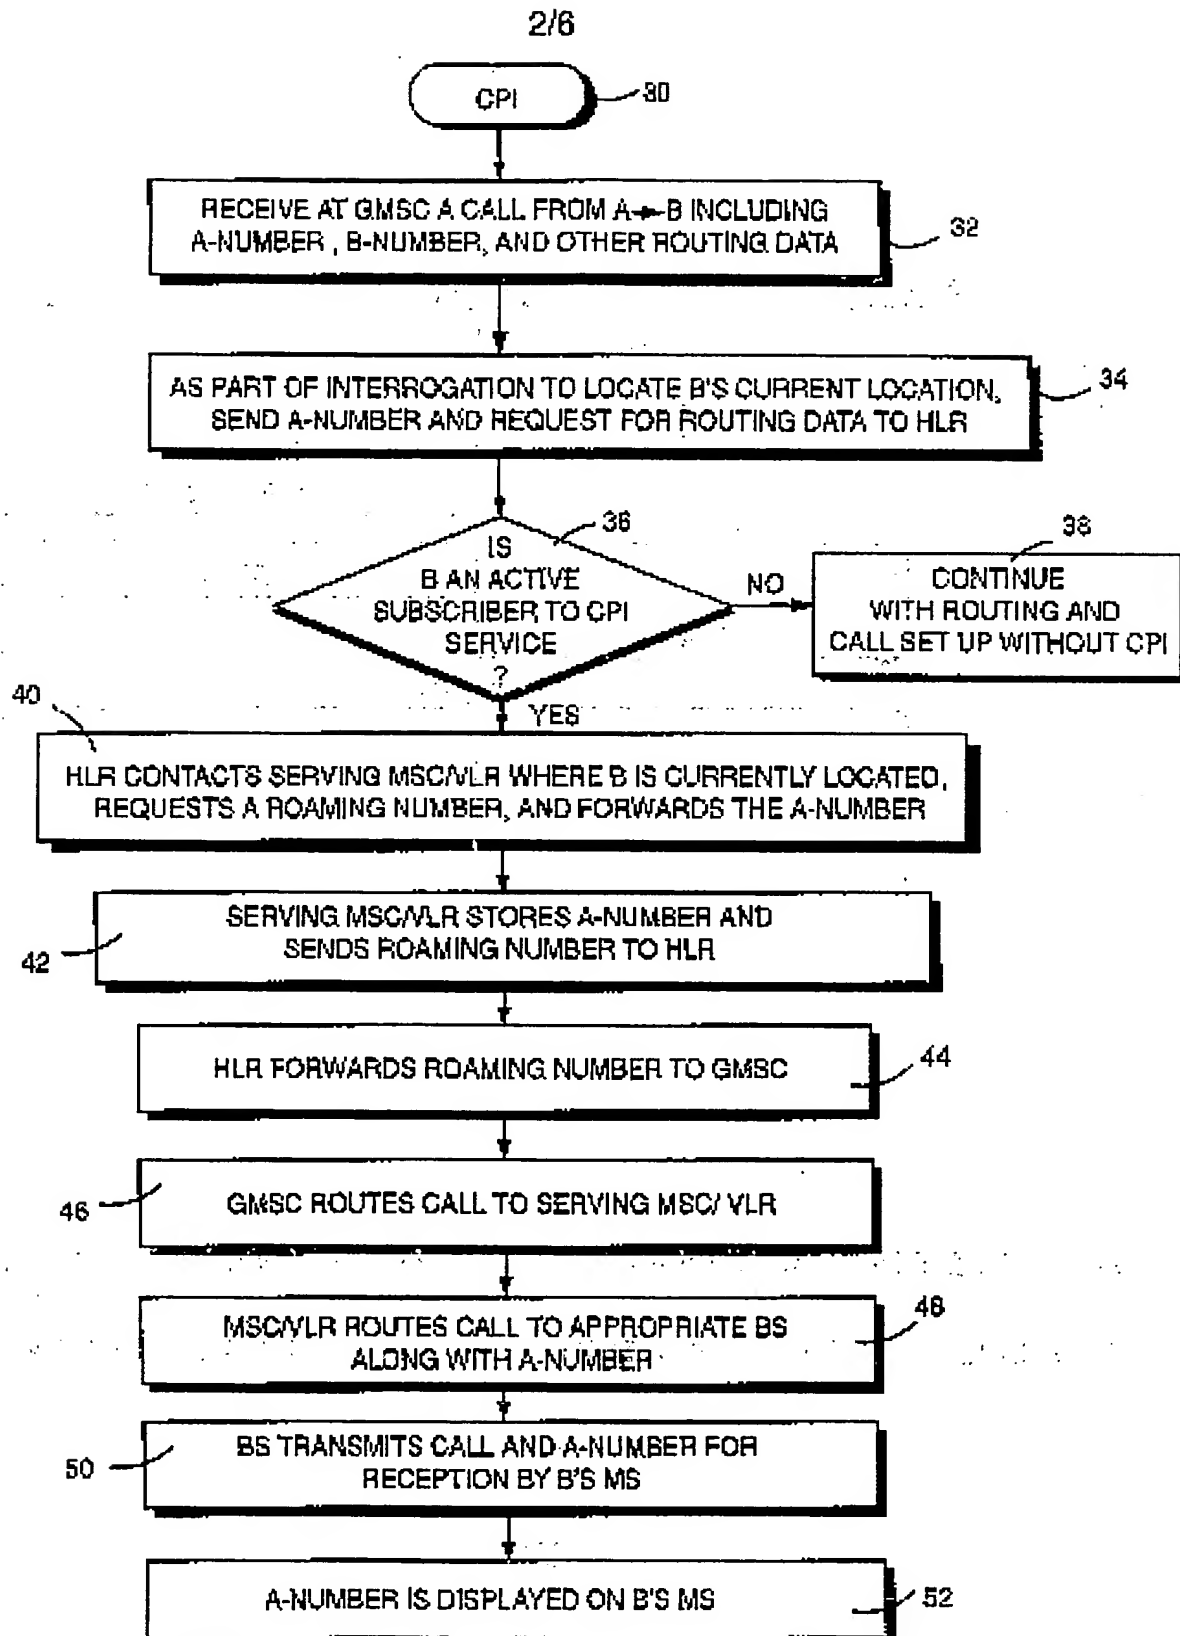 2/6
CPI
30
RECEIVE AT GMSC A CALL FROM A→B INCLUDING
A-NUMBER , B-NUMBER, AND OTHER ROUTING DATA
32
AS PART OF INTERROGATION TO LOCATE B'S CURRENT LOCATION,
SEND A-NUMBER AND REQUEST FOR ROUTING DATA TO HLR
34
36
IS
B AN ACTIVE
SUBSCRIBER TO CPI
SERVICE
?
NO
38
CONTINUE
WITH ROUTING AND
CALL SET UP WITHOUT CPI
YES
40
HLR CONTACTS SERVING MSC/VLR WHERE B IS CURRENTLY LOCATED,
REQUESTS A ROAMING NUMBER, AND FORWARDS THE A-NUMBER
SERVING MSC/VLR STORES A-NUMBER AND
SENDS ROAMING NUMBER TO HLR
42
HLR FORWARDS ROAMING NUMBER TO GMSC
44
GMSC ROUTES CALL TO SERVING MSC/ VLR
46
MSC/VLR ROUTES CALL TO APPROPRIATE BS
ALONG WITH A-NUMBER
48
BS TRANSMITS CALL AND A-NUMBER FOR
RECEPTION BY B'S MS
50
A-NUMBER IS DISPLAYED ON B'S MS
52